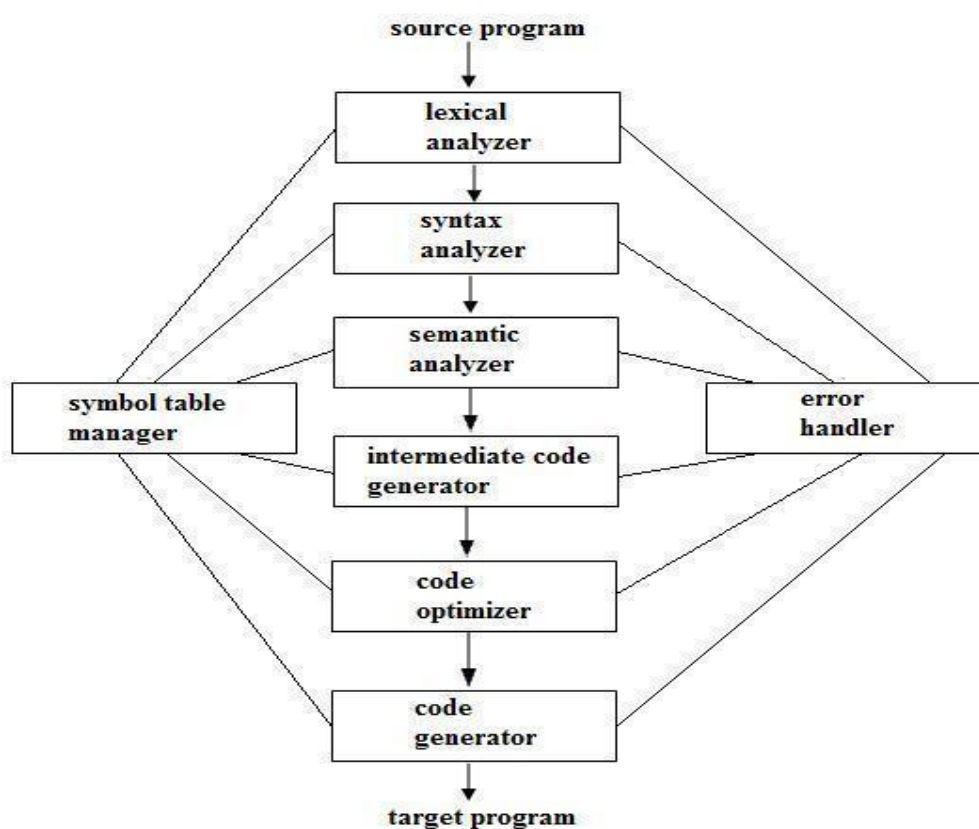 source program
lexical
analyzer
syntax
analyzer
semantic
analyzer
symbol table
manager
error
handler
intermediate code
generator
code
optimizer
code
generator
target program